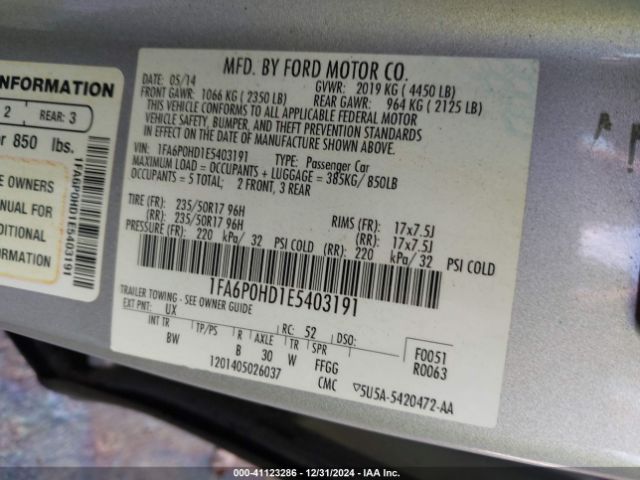 MFD. BY FORD MOTOR CO.
DATE: 05/14 GVWR: 2019 KG ( 4450 LB)
FRONT GAWR: 1066 KG ( 2350 LB) REAR GAWR: 964 KG ( 2125 LB)
THIS VEHICLE CONFORMS TO ALL APPLICABLE FEDERAL MOTOR
VEHICLE SAFETY, BUMPER, AND THEFT PREVENTION STANDARDS
IN EFFECT ON THE DATE OF MANUFACTURE SHOWN ABOVE.
VIN: 1FA6P0HD1E5403191 TYPE: Passenger Car
MAXIMUM LOAD = OCCUPANTS + LUGGAGE = 385KG/ 850LB
OCCUPANTS = 5 TOTAL; 2 FRONT, 3 REAR
TIRE (FR): 235/50R17 96H RIMS (FR): 17x7.5J
(RR): 235/50R17 96H (RR): 17x7.5J
PRESSURE (FR): 220 kPa/ 32 PSI COLD (RR): 220 kPa/ 32 PSI COLD
1FA6P0HD1E5403191
TRAILER TOWING - SEE OWNER GUIDE
EXT PNT: UX RC: 52 DSO:
INT TR TP/PS R AXLE TR SPR F0051
BW B 30 W FFGG R0063
1201405026037 CMC ▽5U5A-5420472-AA
INFORMATION
2 REAR: 3
or 850 lbs.
1FA6P0HD1E5403191
E OWNERS
ANUAL FOR
DITIONAL
FORMATION
000-41123286 - 12/31/2024 - IAA Inc.